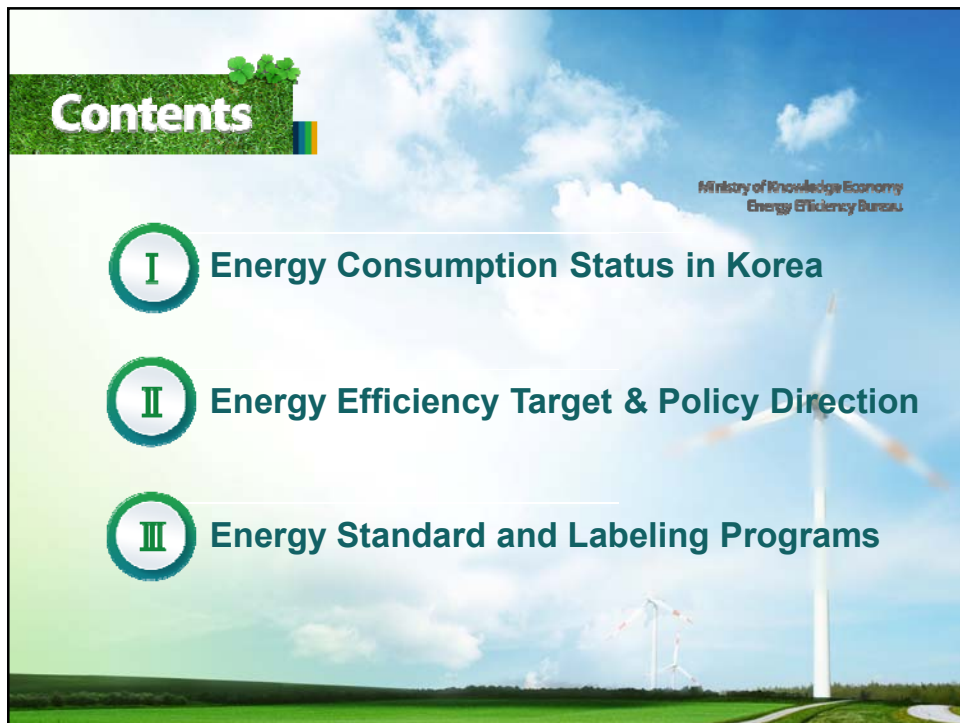 Contents
Ministry of Knowledge Economy
Energy Efficiency Bureau
Ⅰ Energy Consumption Status in Korea
Ⅱ Energy Efficiency Target & Policy Direction
Ⅲ Energy Standard and Labeling Programs